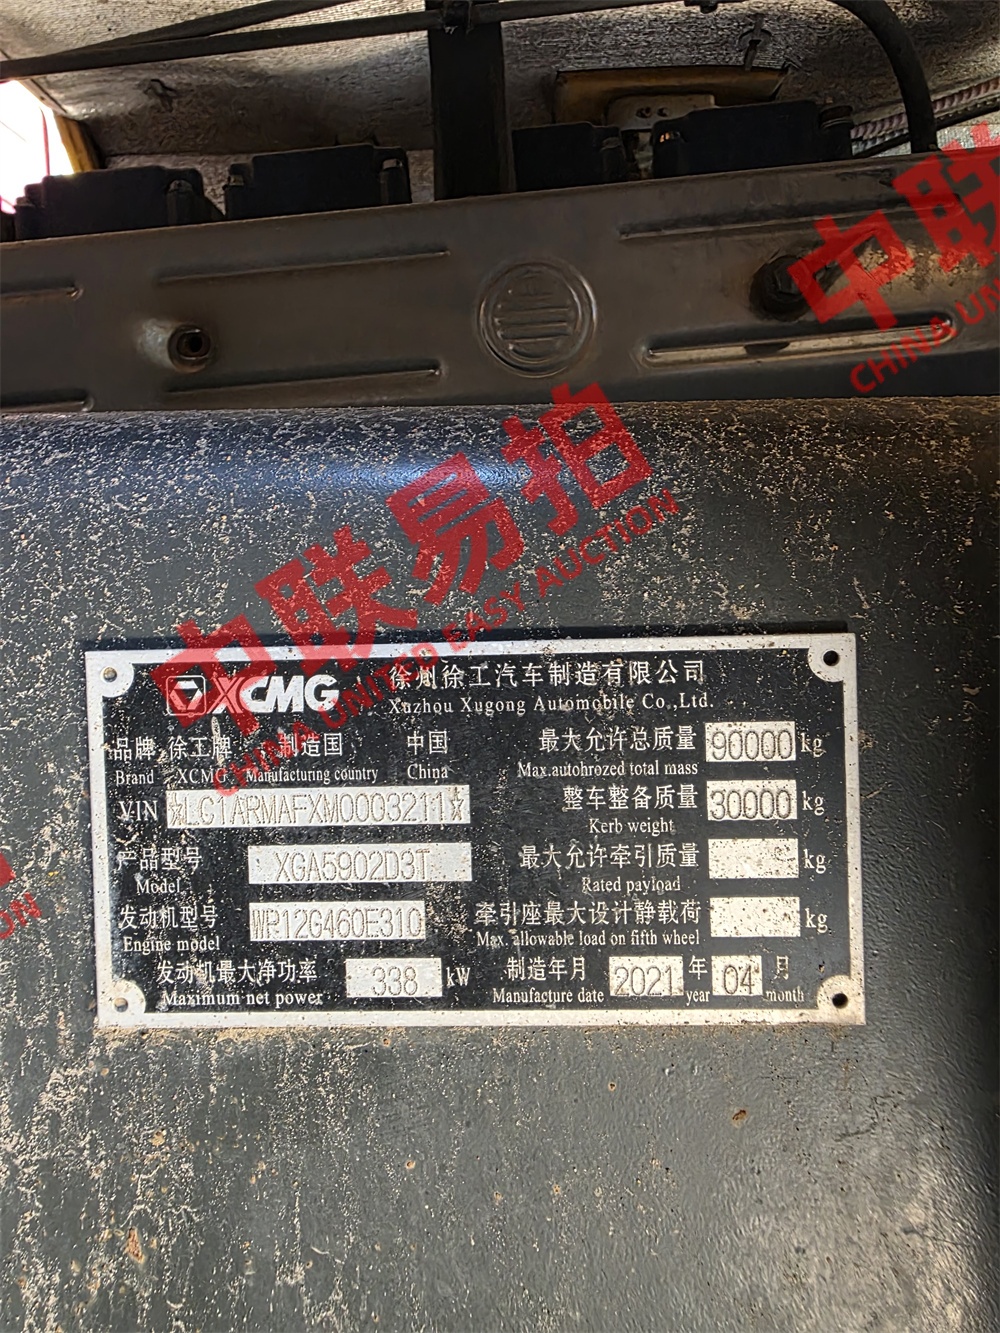 中联
CHINA UN
中联易拍
CHINA UNITED EASY AUCTION
XCMG
徐州徐工汽车制造有限公司
Xuzhou Xugong Automobile Co.,Ltd.
品牌 徐工牌 制造国 中国
Brand XCMG Manufacturing country China
VIN ☆LC1ARMAFXM0003211☆
产品型号 XGA5902D3T
Model
发动机型号 WP12G460E310
Engine model
发动机最大净功率 338 kW
Maximum net power
最大允许总质量 90000 kg
Max.autohrozed total mass
整车整备质量 30000 kg
Kerb weight
最大允许牵引质量 kg
Rated payload
牵引座最大设计静载荷 kg
Max. allowable load on fifth wheel
制造年月 2021 年 04 月
Manufacture date year month